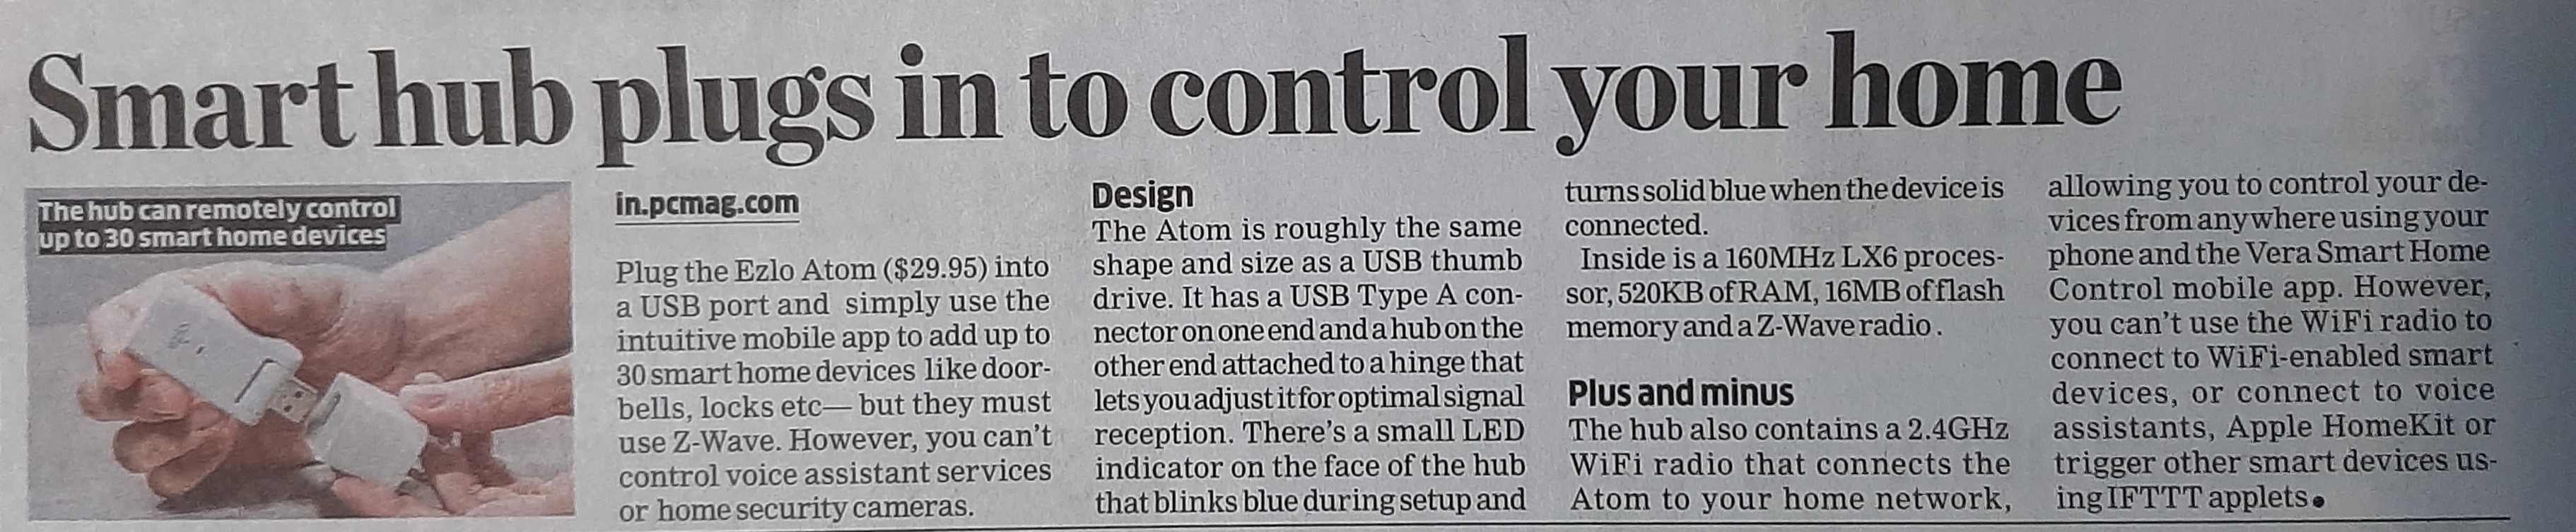 Smart hub plugs in to control your home
The hub can remotely control
up to 30 smart home devices
in.pcmag.com
Plug the Ezlo Atom ($29.95) into
a USB port and simply use the
intuitive mobile app to add up to
30 smart home devices like door-
bells, locks etc— but they must
use Z-Wave. However, you can't
control voice assistant services
or home security cameras.
Design
The Atom is roughly the same
shape and size as a USB thumb
drive. It has a USB Type A con-
nector on one end and a hub on the
other end attached to a hinge that
lets you adjust it for optimal signal
reception. There's a small LED
indicator on the face of the hub
that blinks blue during setup and
turns solid blue when the device is
connected.
Inside is a 160MHz LX6 proces-
sor, 520KB of RAM, 16MB of flash
memory and a Z-Wave radio.
Plus and minus
The hub also contains a 2.4GHz
WiFi radio that connects the
Atom to your home network,
allowing you to control your de-
vices from anywhere using your
phone and the Vera Smart Home
Control mobile app. However,
you can't use the WiFi radio to
connect to WiFi-enabled smart
devices, or connect to voice
assistants, Apple HomeKit or
trigger other smart devices us-
ing IFTTT applets●